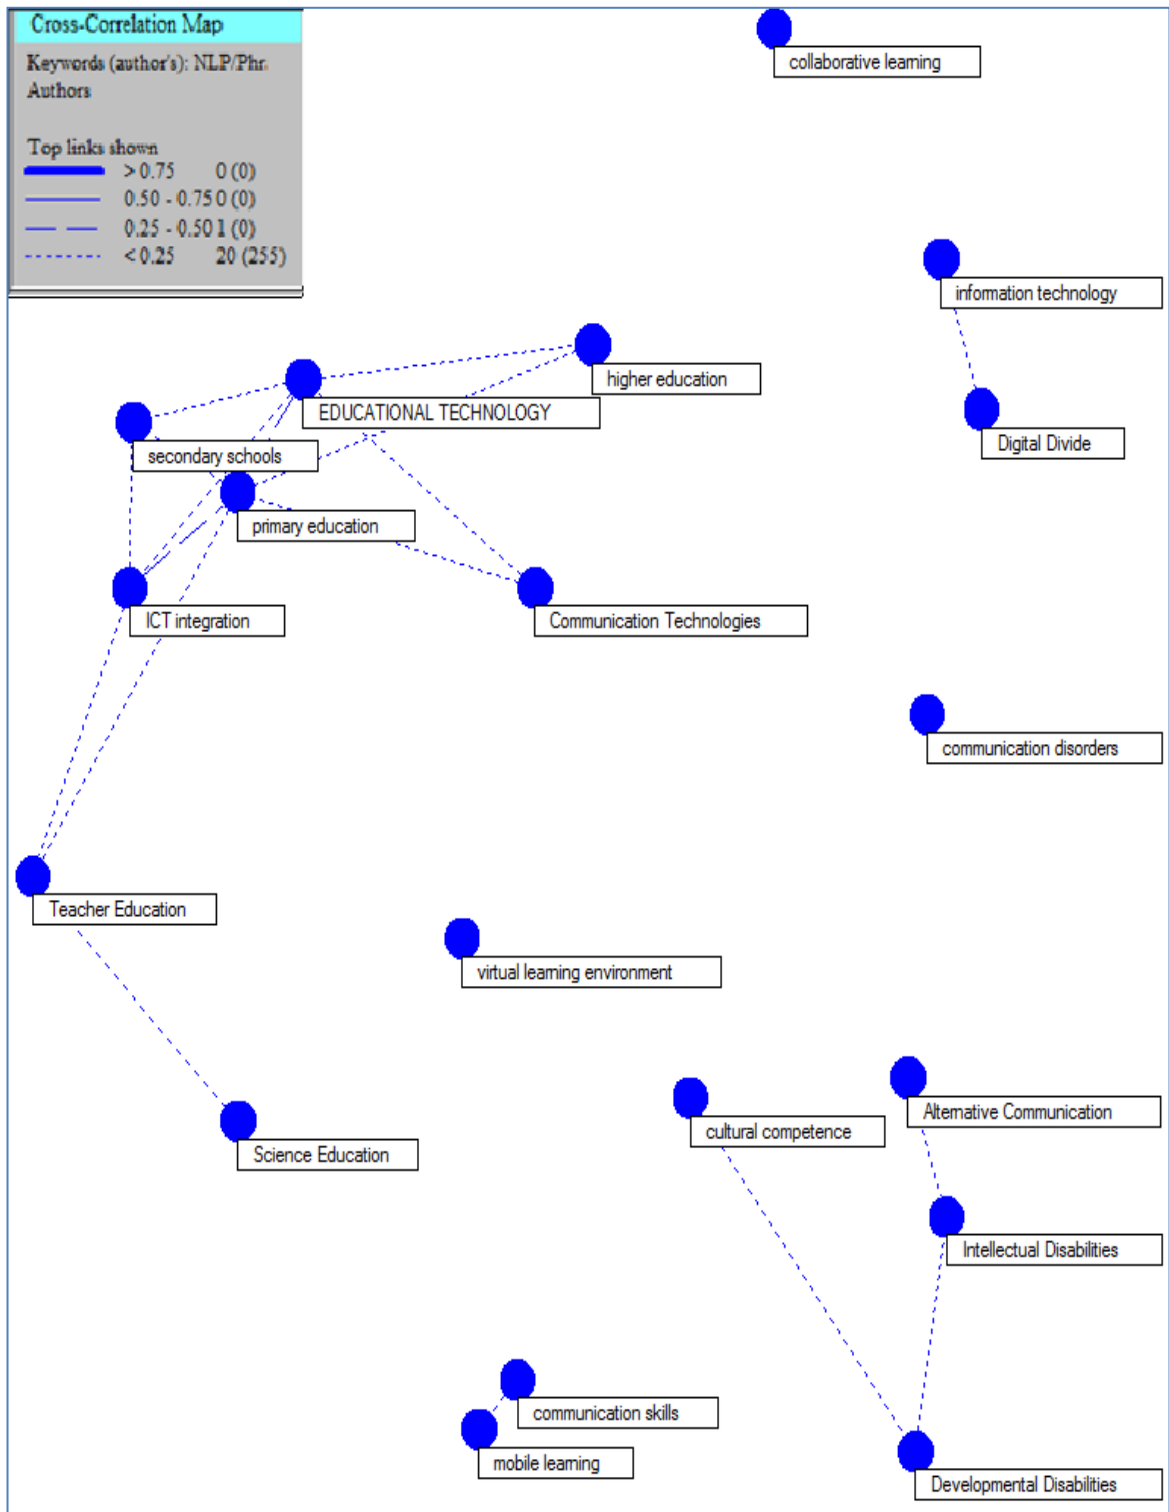 Cross-Correlation Map
Keywords (author's): NLP/Phr.
Authors
Top links shown
> 0.75 0 (0)
0.50 - 0.75 0 (0)
0.25 - 0.50 1 (0)
< 0.25 20 (255)
collaborative learning
information technology
higher education
EDUCATIONAL TECHNOLOGY
Digital Divide
secondary schools
primary education
ICT integration
Communication Technologies
communication disorders
Teacher Education
virtual learning environment
Alternative Communication
cultural competence
Science Education
Intellectual Disabilities
communication skills
mobile learning
Developmental Disabilities